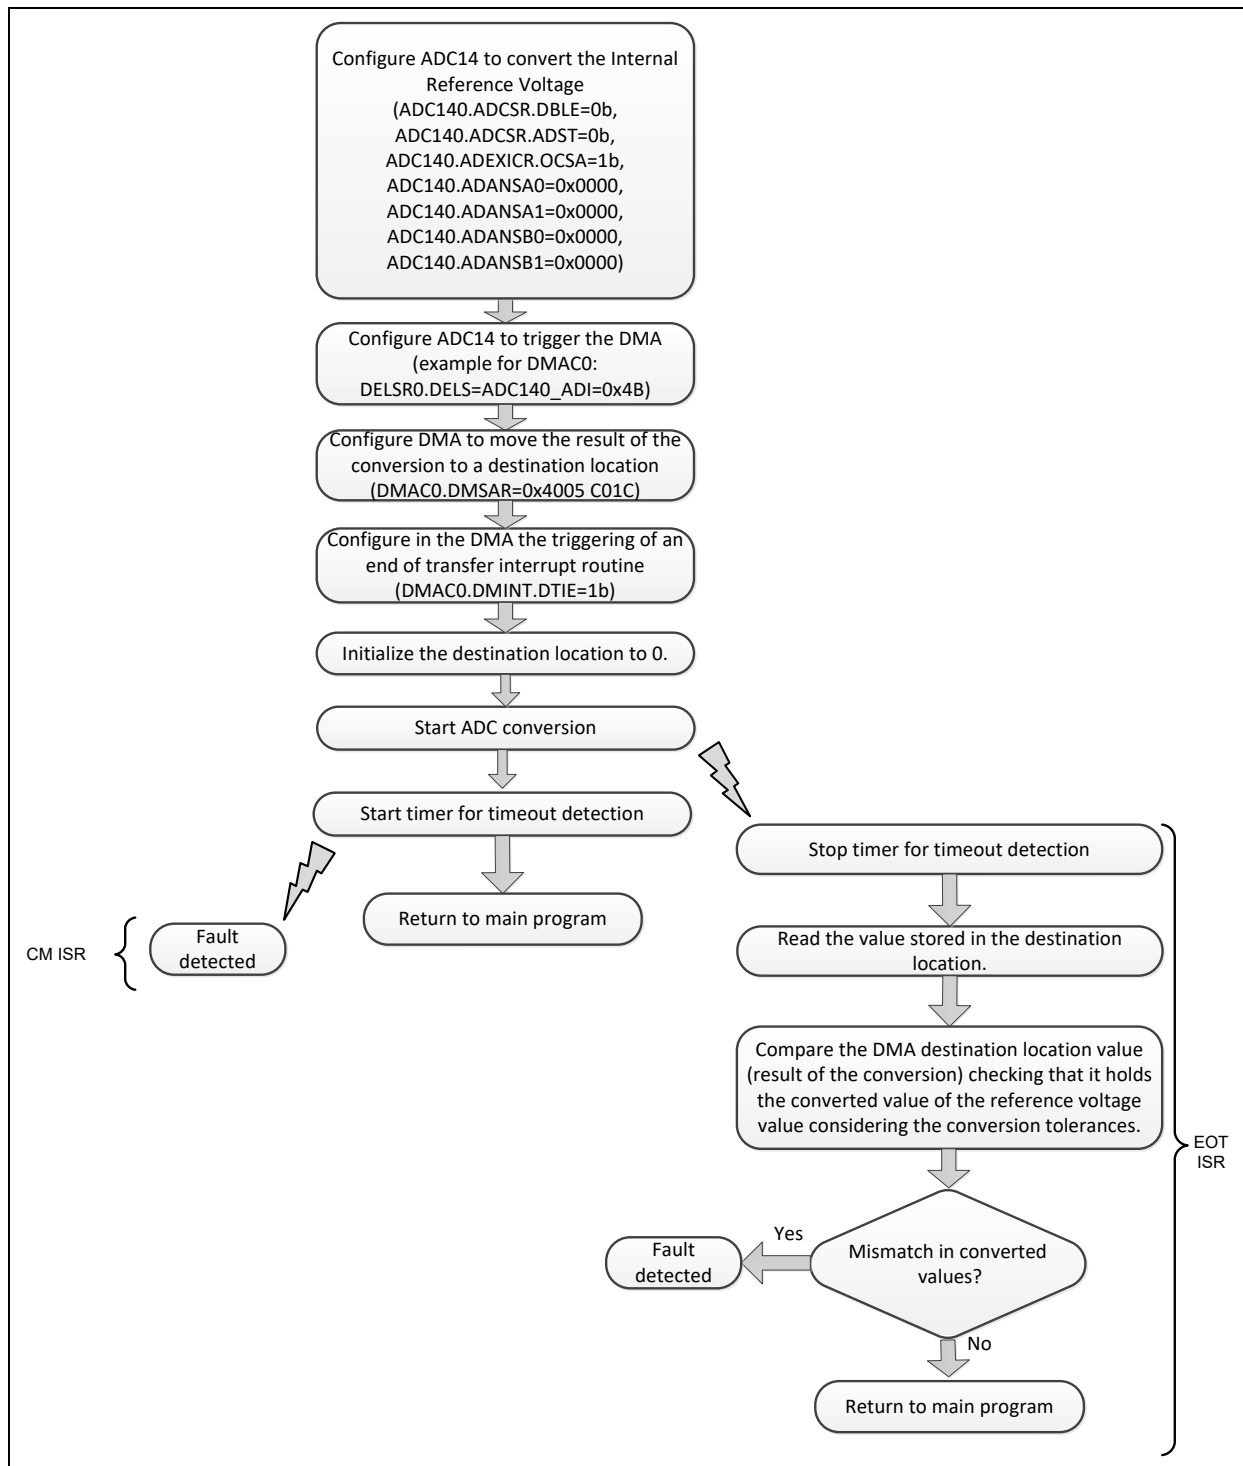 Configure ADC14 to convert the Internal
Reference Voltage
(ADC140.ADCSR.DBLE=0b,
ADC140.ADCSR.ADST=0b,
ADC140.ADEXICR.OCSA=1b,
ADC140.ADANSA0=0x0000,
ADC140.ADANSA1=0x0000,
ADC140.ADANSB0=0x0000,
ADC140.ADANSB1=0x0000)
Configure ADC14 to trigger the DMA
(example for DMAC0:
DELSR0.DELS=ADC140_ADI=0x4B)
Configure DMA to move the result of the
conversion to a destination location
(DMAC0.DMSAR=0x4005 C01C)
Configure in the DMA the triggering of an
end of transfer interrupt routine
(DMAC0.DMINT.DTIE=1b)
Initialize the destination location to 0.
Start ADC conversion
Start timer for timeout detection
Return to main program
CM ISR
Fault
detected
Stop timer for timeout detection
Read the value stored in the destination
location.
Compare the DMA destination location value
(result of the conversion) checking that it holds
the converted value of the reference voltage
value considering the conversion tolerances.
EOT
ISR
Mismatch in converted
values?
Yes
Fault
detected
No
Return to main program